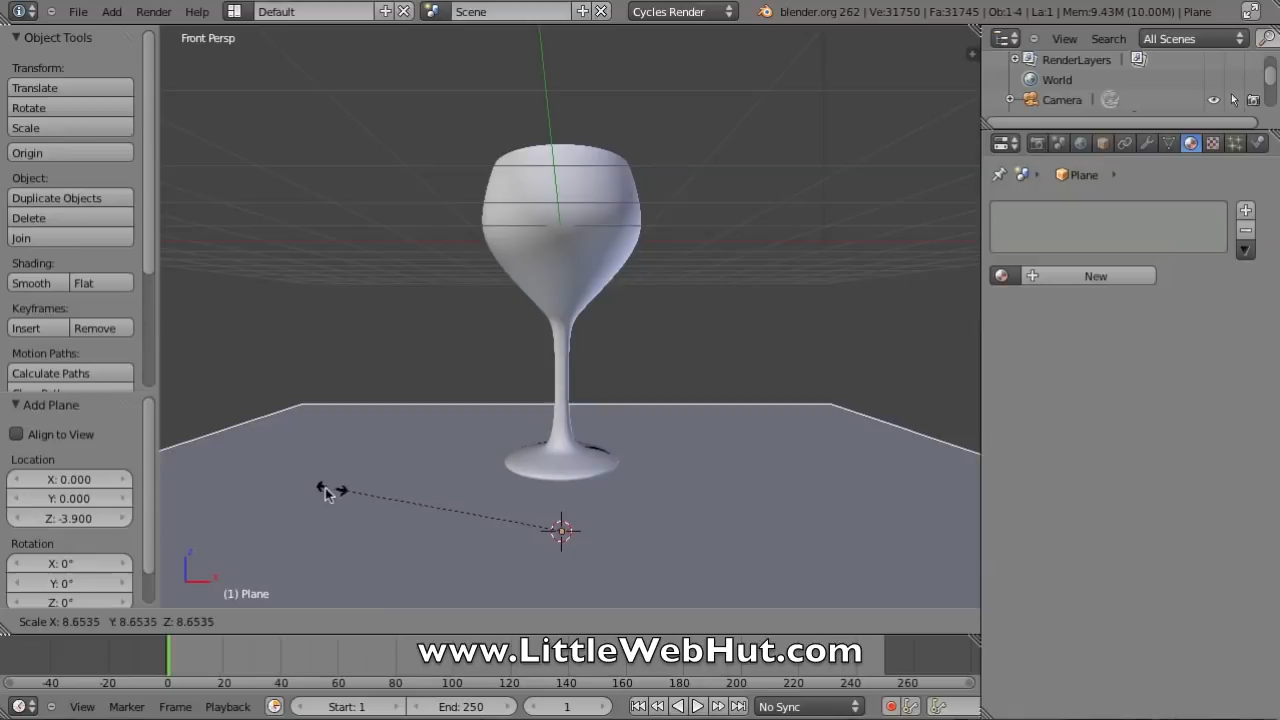 File Add Render Help Default Scene Cycles Render blender.org 262 | Ve:31750 | Fa:31745 | Ob:1-4 | La:1 | Mem:9.43M (10.00M) | Plane
Object Tools
Transform:
Translate
Rotate
Scale
Origin
Object:
Duplicate Objects
Delete
Join
Shading:
Smooth Flat
Keyframes:
Insert Remove
Motion Paths:
Calculate Paths
Add Plane
Align to View
Location
X: 0.000
Y: 0.000
Z: -3.900
Rotation
X: 0°
Y: 0°
Z: 0°
Front Persp
z
x
(1) Plane
Scale X: 8.6535 Y: 8.6535 Z: 8.6535
View Search All Scenes
RenderLayers
World
Camera
Plane
New
www.LittleWebHut.com
-40 -20 0 20 40 60 80 100 120 140 160 180 200 220 240 260
View Marker Frame Playback Start: 1 End: 250 1 No Sync